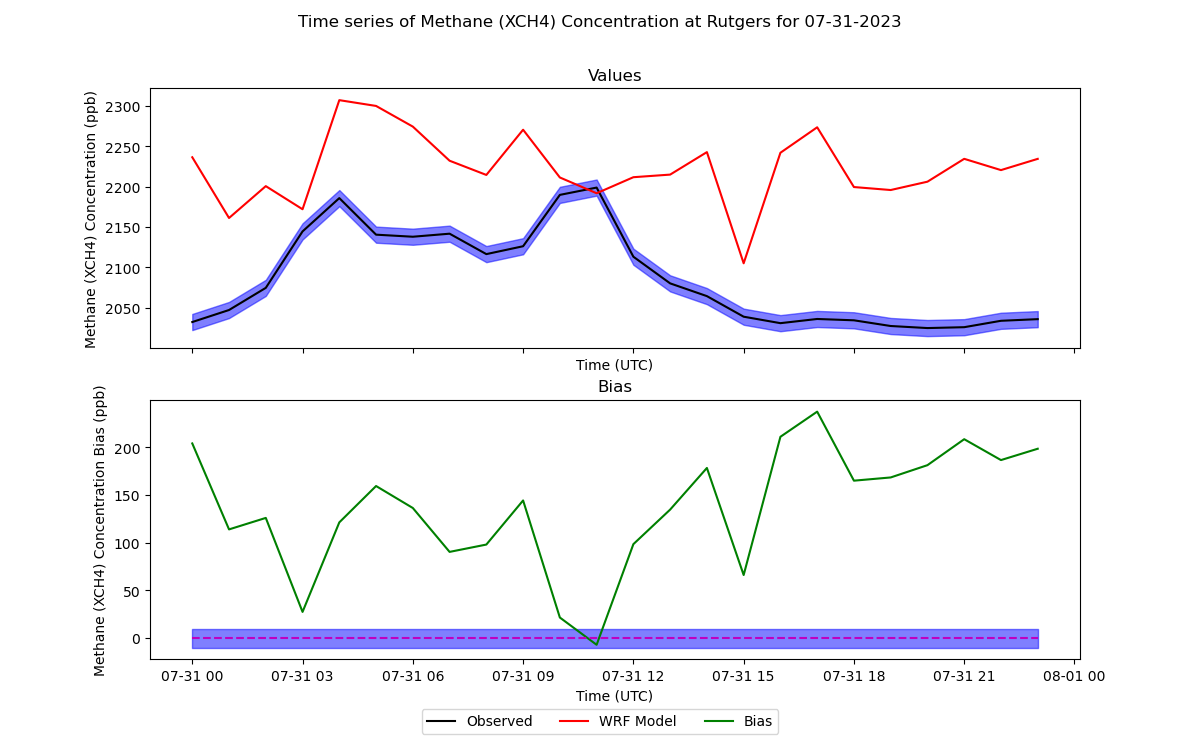 Time series of Methane (XCH4) Concentration at Rutgers for 07-31-2023
Values
Methane (XCH4) Concentration (ppb)
2300
2250
2200
2150
2100
2050
Time (UTC)
Bias
Methane (XCH4) Concentration Bias (ppb)
200
150
100
50
0
07-31 00 07-31 03 07-31 06 07-31 09 07-31 12 07-31 15 07-31 18 07-31 21 08-01 00
Time (UTC)
Observed WRF Model Bias